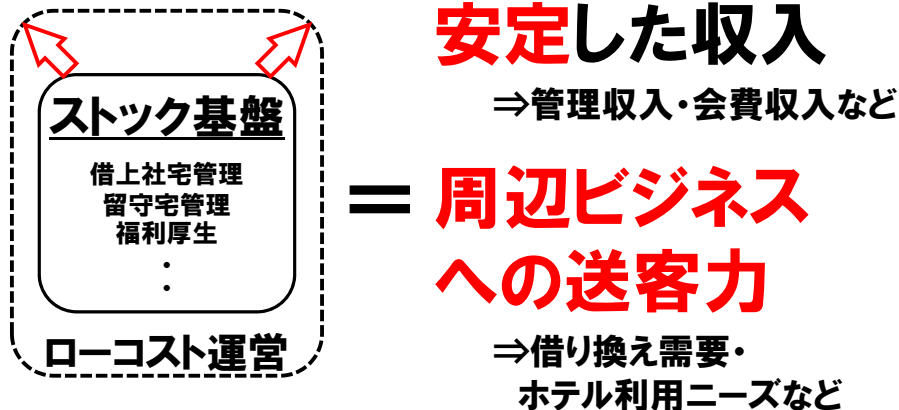 ストック基盤
借上社宅管理
留守宅管理
福利厚生
・
・
ローコスト運営
＝
安定した収入
⇒管理収入・会費収入など
周辺ビジネス
への送客力
⇒借り換え需要・
ホテル利用ニーズなど